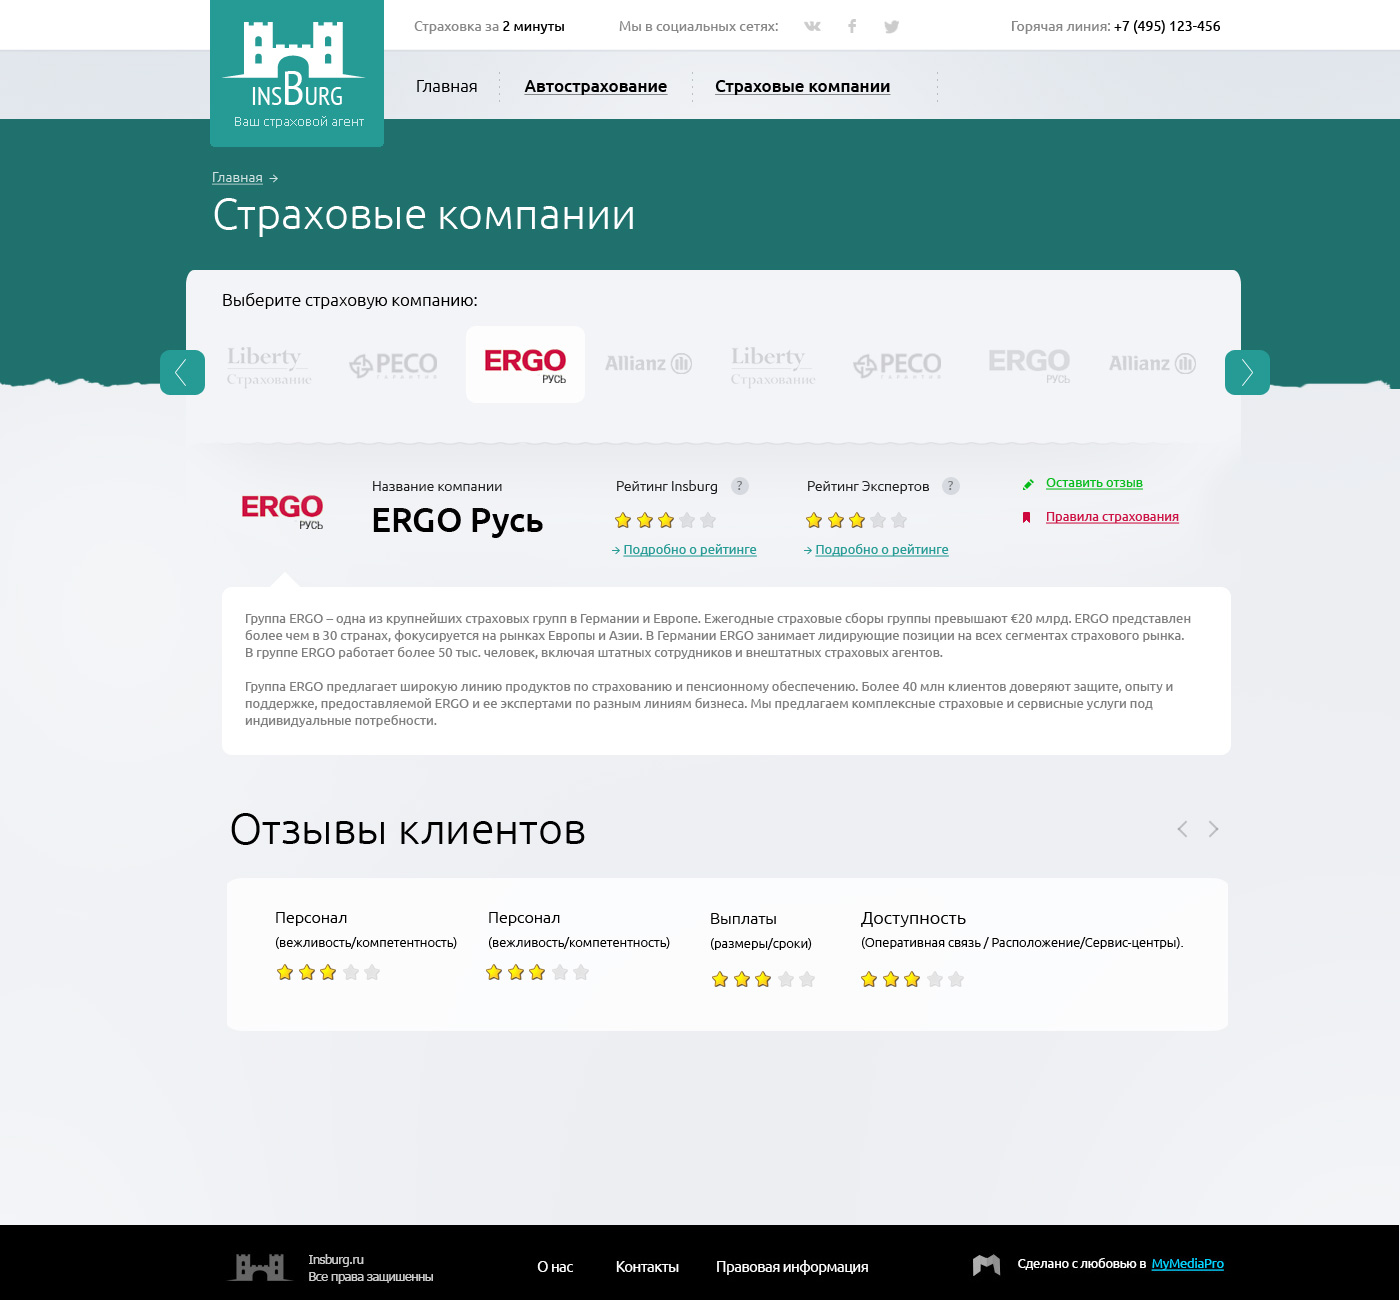 Страховка за 2 минуты
Мы в социальных сетях:
Горячая линия: +7 (495) 123-456
INSBURG
Ваш страховой агент
Главная
Автострахование
Страховые компании
Главная →
Страховые компании
Выберите страховую компанию:
Liberty
Страхование
РЕСО
ГАРАНТИЯ
ERGO
РУСЬ
Allianz
Liberty
Страхование
РЕСО
ГАРАНТИЯ
ERGO
РУСЬ
Allianz
ERGO
РУСЬ
Название компании
ERGO Русь
Рейтинг Insburg ?
→ Подробно о рейтинге
Рейтинг Экспертов ?
→ Подробно о рейтинге
Оставить отзыв
Правила страхования
Группа ERGO – одна из крупнейших страховых групп в Германии и Европе. Ежегодные страховые сборы группы превышают €20 млрд. ERGO представлен
более чем в 30 странах, фокусируется на рынках Европы и Азии. В Германии ERGO занимает лидирующие позиции на всех сегментах страхового рынка.
В группе ERGO работает более 50 тыс. человек, включая штатных сотрудников и внештатных страховых агентов.
Группа ERGO предлагает широкую линию продуктов по страхованию и пенсионному обеспечению. Более 40 млн клиентов доверяют защите, опыту и
поддержке, предоставляемой ERGO и ее экспертами по разным линиям бизнеса. Мы предлагаем комплексные страховые и сервисные услуги под
индивидуальные потребности.
Отзывы клиентов
Персонал
(вежливость/компетентность)
Персонал
(вежливость/компетентность)
Выплаты
(размеры/сроки)
Доступность
(Оперативная связь / Расположение/Сервис-центры).
Insburg.ru
Все права защишенны
О нас
Контакты
Правовая информация
Сделано с любовью в MyMediaPro